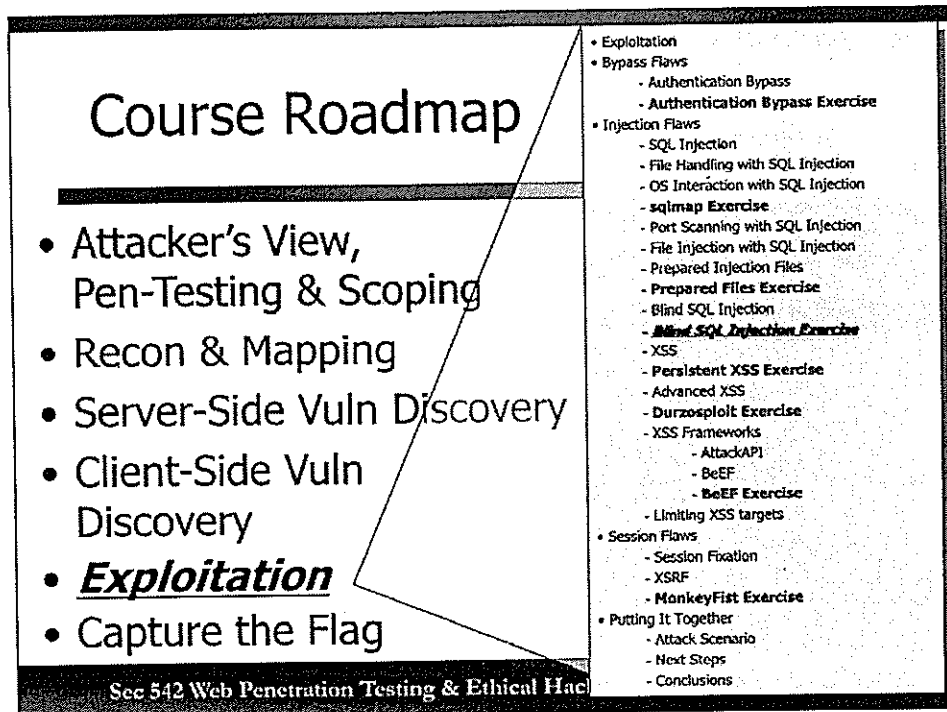 Course Roadmap
• Attacker's View,
Pen-Testing & Scoping
• Recon & Mapping
• Server-Side Vuln Discovery
• Client-Side Vuln
Discovery
• Exploitation
• Capture the Flag
Sec 542 Web Penetration Testing & Ethical Hac
• Exploitation
• Bypass Flaws
- Authentication Bypass
- Authentication Bypass Exercise
• Injection Flaws
- SQL Injection
- File Handling with SQL Injection
- OS Interaction with SQL Injection
- sqlmap Exercise
- Port Scanning with SQL Injection
- File Injection with SQL Injection
- Prepared Injection Files
- Prepared Files Exercise
- Blind SQL Injection
- Blind SQL Injection Exercise
- XSS
- Persistent XSS Exercise
- Advanced XSS
- Durzosploit Exercise
- XSS Frameworks
- AttackAPI
- BeEF
- BeEF Exercise
- Limiting XSS targets
• Session Flaws
- Session Fixation
- XSRF
- MonkeyFist Exercise
• Putting It Together
- Attack Scenario
- Next Steps
- Conclusions